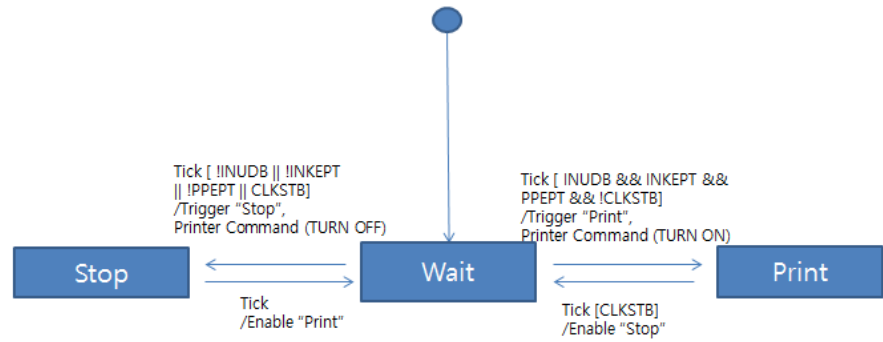 Tick [ !INUDB || !INKEPT
|| !PPEPT || CLKSTB]
/Trigger “Stop”,
Printer Command (TURN OFF)
Tick [ INUDB && INKEPT &&
PPEPT && !CLKSTB]
/Trigger “Print”,
Printer Command (TURN ON)
Stop
Wait
Print
Tick
/Enable “Print”
Tick [CLKSTB]
/Enable “Stop”